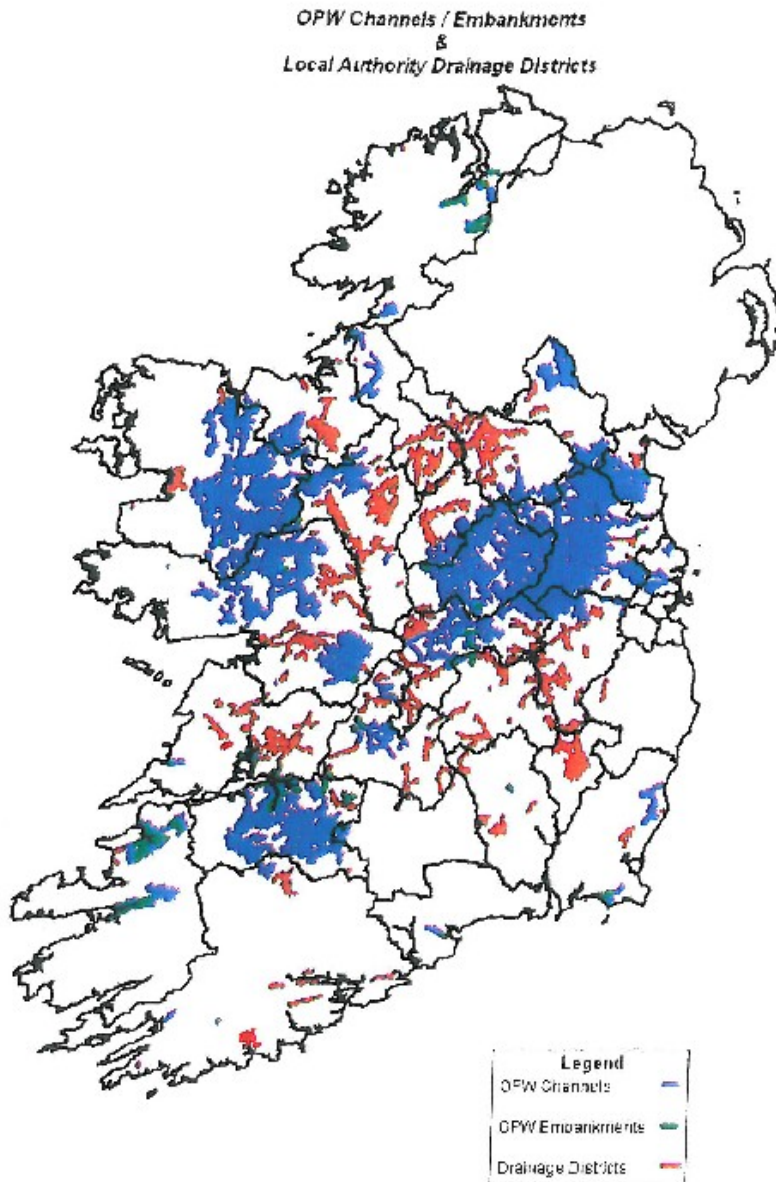 OPW Channels / Embankments
&
Local Authority Drainage Districts
Legend
OPW Channels
OPW Embankments
Drainage Districts